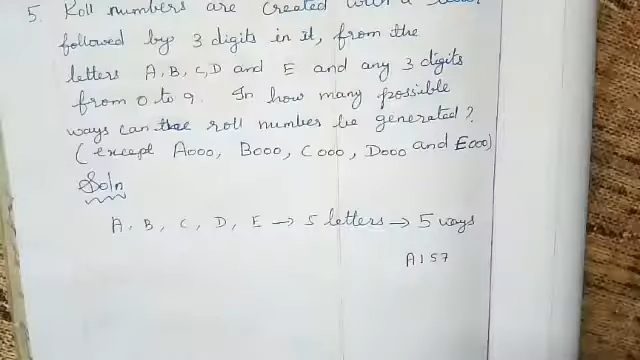 5. Roll numbers are created with a
followed by 3 digits in it, from the
letters A, B, C, D and E and any 3 digits
from 0 to 9. In how many possible
ways can the roll number be generated?
(except A000, B000, C000, D000 and E000)
Soln
A, B, C, D, E → 5 letters → 5 ways
A157